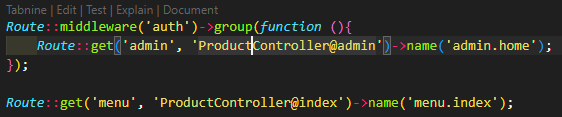 Tabnine | Edit | Test | Explain | Document
Route::middleware('auth')->group(function (){
    Route::get('admin', 'ProductController@admin')->name('admin.home');
});
Route::get('menu', 'ProductController@index')->name('menu.index');